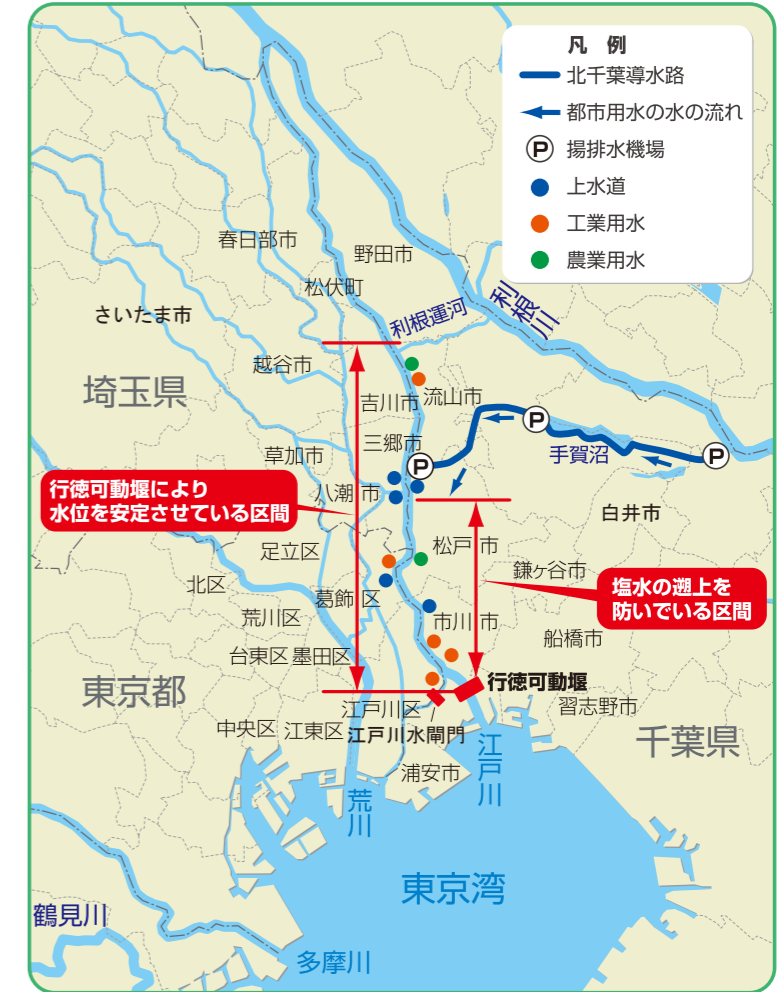 凡 例
北千葉導水路
都市用水の水の流れ
P 揚排水機場
上水道
工業用水
農業用水
春日部市
野田市
松伏町
利根川
さいたま市
利根運河
越谷市
埼玉県
吉川市
流山市
三郷市
P
P
手賀沼
P
草加市
行徳可動堰により
水位を安定させている区間
八潮 市
白井市
松戸 市
足立区
鎌ヶ谷市
北区
葛飾 区
塩水の遡上を
防いでいる区間
荒川区
市川 市
船橋市
台東区
墨田区
東京都
行徳可動堰
江戸川区
習志野市
中央区
江東区
江戸川水閘門
千葉県
江戸川
浦安市
荒川
東京湾
鶴見川
多摩川